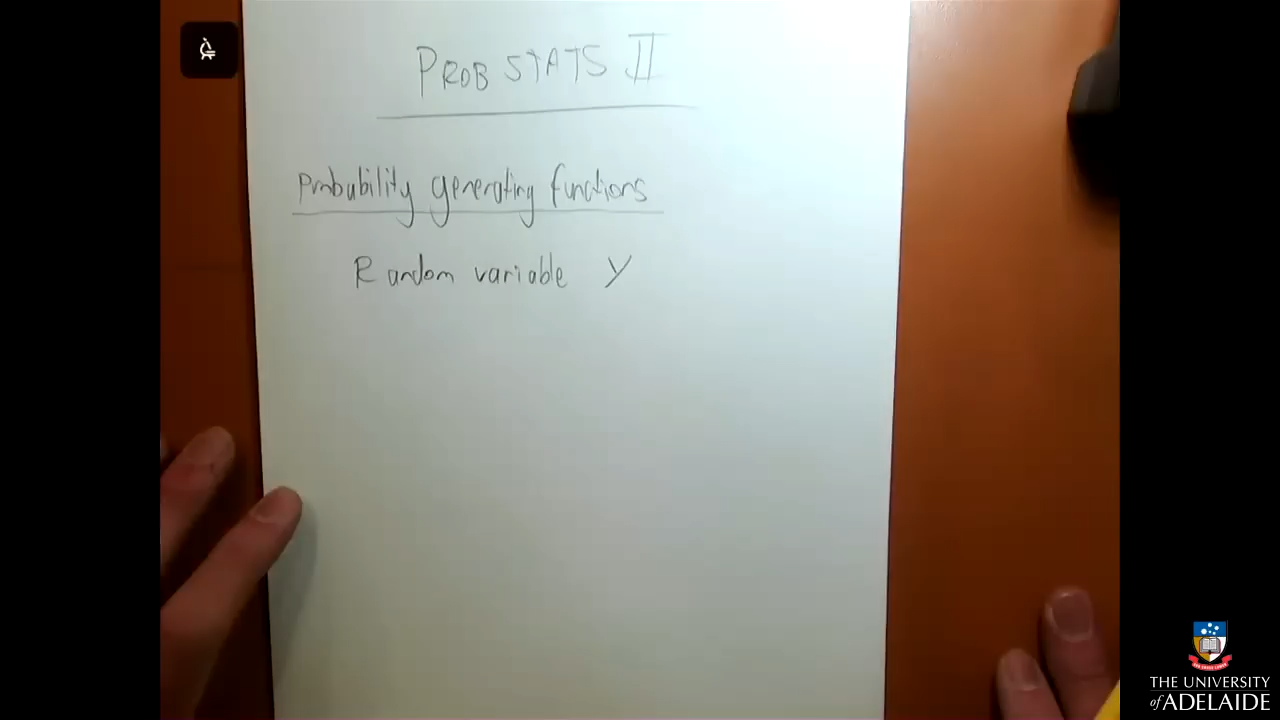 PROB STATS II
Probability generating functions
Random variable Y
THE UNIVERSITY
of ADELAIDE